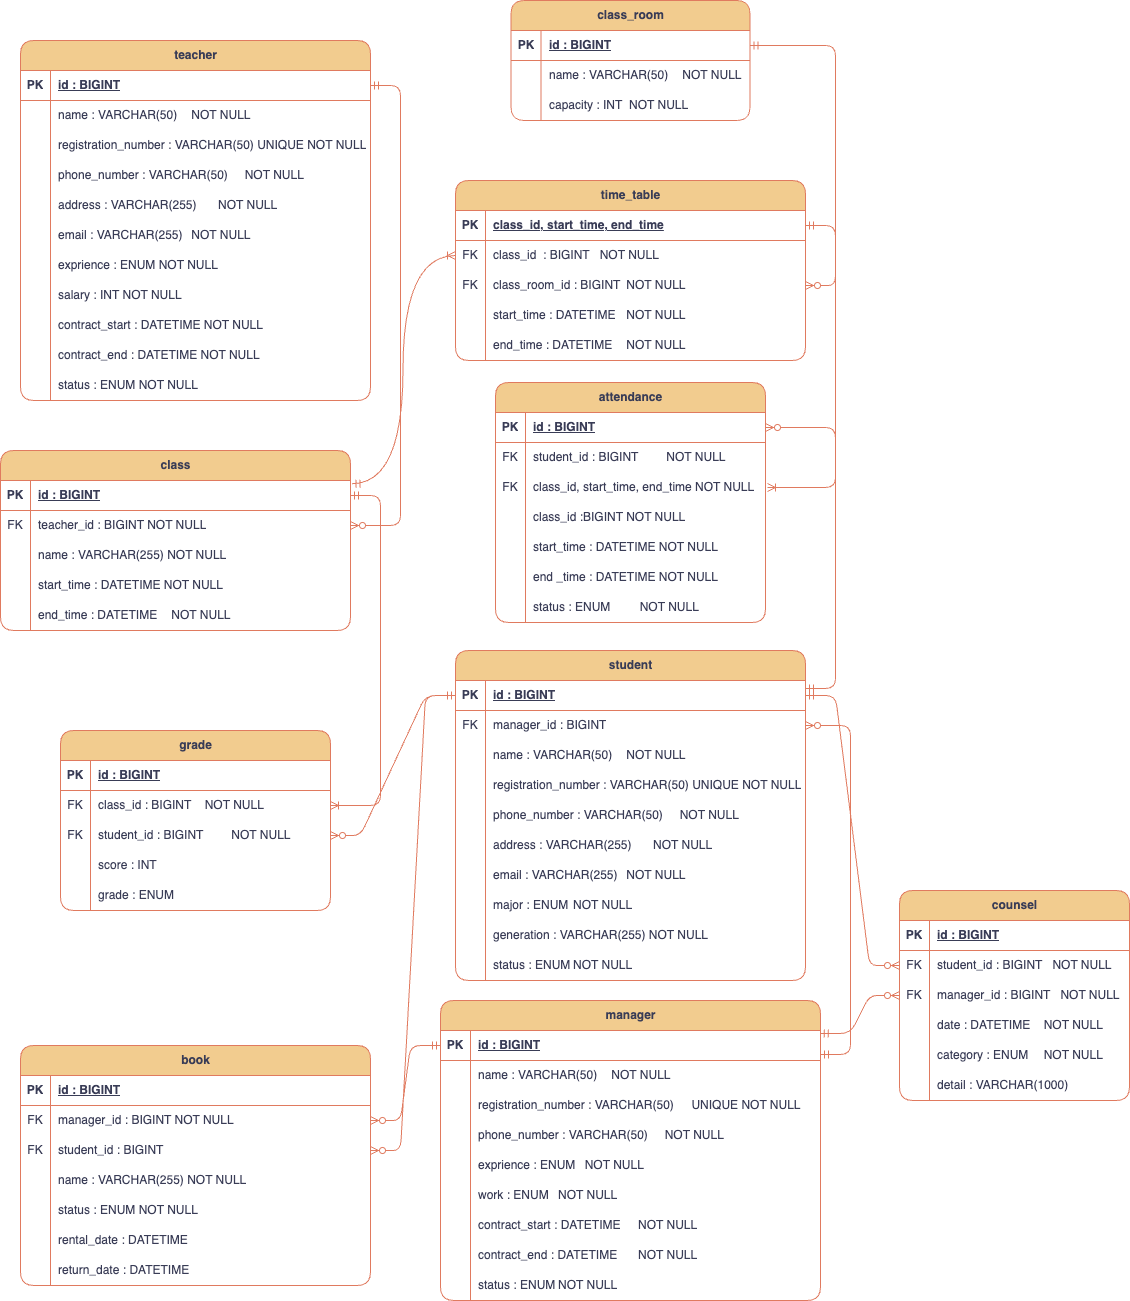 class_room
PK id : BIGINT
name : VARCHAR(50) NOT NULL
capacity : INT NOT NULL
teacher
PK id : BIGINT
name : VARCHAR(50) NOT NULL
registration_number : VARCHAR(50) UNIQUE NOT NULL
phone_number : VARCHAR(50) NOT NULL
address : VARCHAR(255) NOT NULL
email : VARCHAR(255) NOT NULL
exprience : ENUM NOT NULL
salary : INT NOT NULL
contract_start : DATETIME NOT NULL
contract_end : DATETIME NOT NULL
status : ENUM NOT NULL
time_table
PK class_id, start_time, end_time
FK class_id : BIGINT NOT NULL
FK class_room_id : BIGINT NOT NULL
start_time : DATETIME NOT NULL
end_time : DATETIME NOT NULL
attendance
PK id : BIGINT
FK student_id : BIGINT NOT NULL
FK class_id, start_time, end_time NOT NULL
class_id :BIGINT NOT NULL
start_time : DATETIME NOT NULL
end _time : DATETIME NOT NULL
status : ENUM NOT NULL
class
PK id : BIGINT
FK teacher_id : BIGINT NOT NULL
name : VARCHAR(255) NOT NULL
start_time : DATETIME NOT NULL
end_time : DATETIME NOT NULL
student
PK id : BIGINT
FK manager_id : BIGINT
name : VARCHAR(50) NOT NULL
registration_number : VARCHAR(50) UNIQUE NOT NULL
phone_number : VARCHAR(50) NOT NULL
address : VARCHAR(255) NOT NULL
email : VARCHAR(255) NOT NULL
major : ENUM NOT NULL
generation : VARCHAR(255) NOT NULL
status : ENUM NOT NULL
grade
PK id : BIGINT
FK class_id : BIGINT NOT NULL
FK student_id : BIGINT NOT NULL
score : INT
grade : ENUM
counsel
PK id : BIGINT
FK student_id : BIGINT NOT NULL
FK manager_id : BIGINT NOT NULL
date : DATETIME NOT NULL
category : ENUM NOT NULL
detail : VARCHAR(1000)
manager
PK id : BIGINT
name : VARCHAR(50) NOT NULL
registration_number : VARCHAR(50) UNIQUE NOT NULL
phone_number : VARCHAR(50) NOT NULL
exprience : ENUM NOT NULL
work : ENUM NOT NULL
contract_start : DATETIME NOT NULL
contract_end : DATETIME NOT NULL
status : ENUM NOT NULL
book
PK id : BIGINT
FK manager_id : BIGINT NOT NULL
FK student_id : BIGINT
name : VARCHAR(255) NOT NULL
status : ENUM NOT NULL
rental_date : DATETIME
return_date : DATETIME